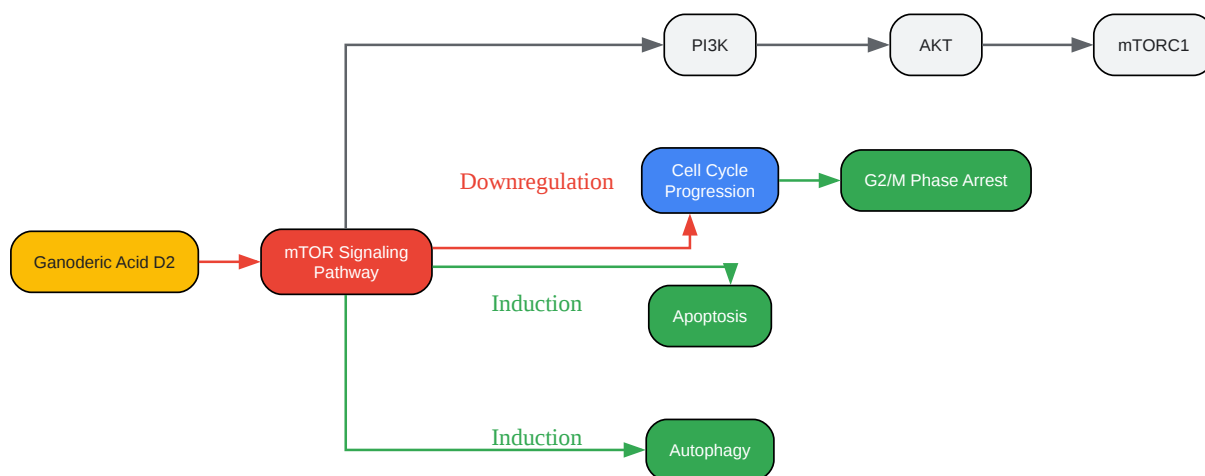 PI3K
AKT
mTORC1
Downregulation
Cell Cycle
Progression
G2/M Phase Arrest
Ganoderic Acid D2
mTOR Signaling
Pathway
Induction
Apoptosis
Induction
Autophagy